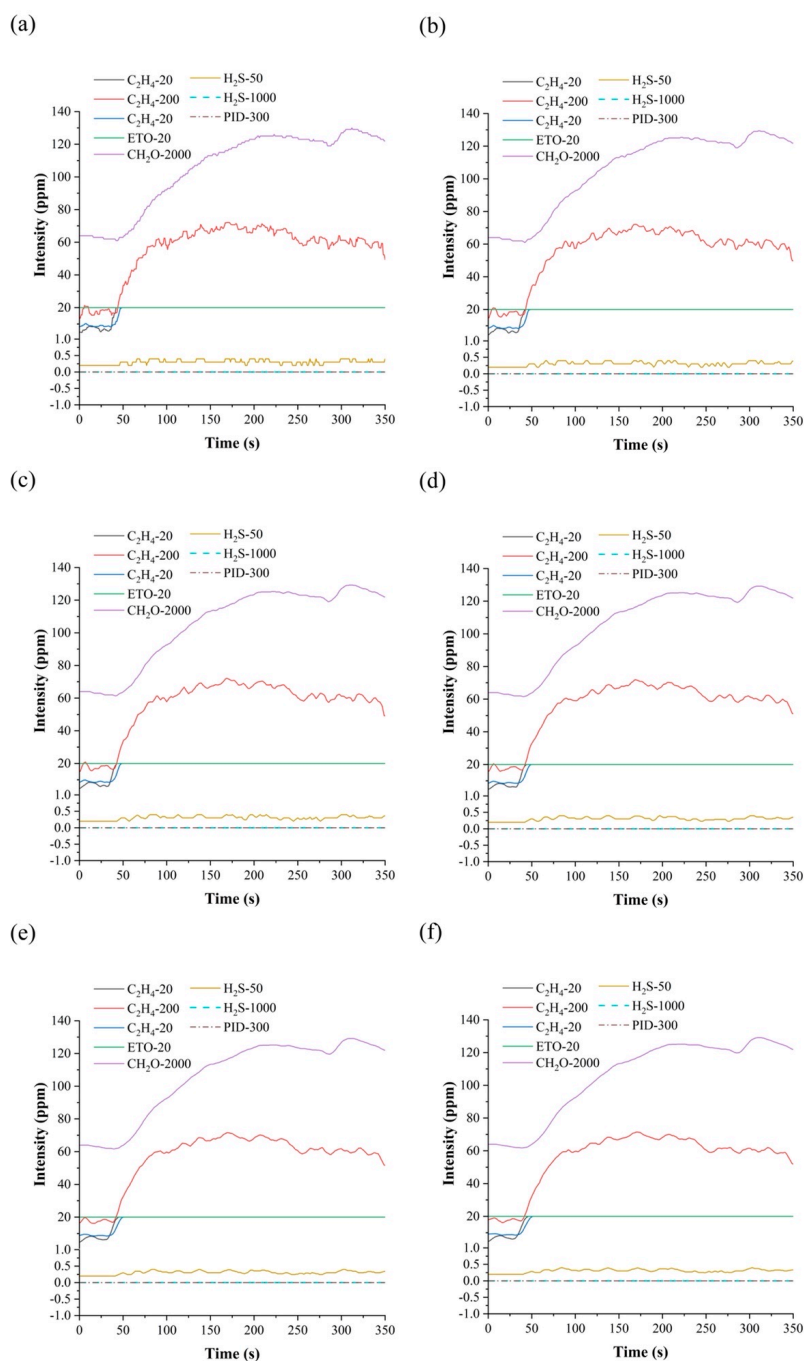 (a)
C₂H₄-20 H₂S-50
C₂H₄-200 H₂S-1000
C₂H₄-20 PID-300
ETO-20
CH₂O-2000
Intensity (ppm)
140
120
100
80
60
40
20
1.0
0.5
0.0
-0.5
-1.0
0 50 100 150 200 250 300 350
Time (s)
(b)
C₂H₄-20 H₂S-50
C₂H₄-200 H₂S-1000
C₂H₄-20 PID-300
ETO-20
CH₂O-2000
Intensity (ppm)
140
120
100
80
60
40
20
1.0
0.5
0.0
-0.5
-1.0
0 50 100 150 200 250 300 350
Time (s)
(c)
C₂H₄-20 H₂S-50
C₂H₄-200 H₂S-1000
C₂H₄-20 PID-300
ETO-20
CH₂O-2000
Intensity (ppm)
140
120
100
80
60
40
20
1.0
0.5
0.0
-0.5
-1.0
0 50 100 150 200 250 300 350
Time (s)
(d)
C₂H₄-20 H₂S-50
C₂H₄-200 H₂S-1000
C₂H₄-20 PID-300
ETO-20
CH₂O-2000
Intensity (ppm)
140
120
100
80
60
40
20
1.0
0.5
0.0
-0.5
-1.0
0 50 100 150 200 250 300 350
Time (s)
(e)
C₂H₄-20 H₂S-50
C₂H₄-200 H₂S-1000
C₂H₄-20 PID-300
ETO-20
CH₂O-2000
Intensity (ppm)
140
120
100
80
60
40
20
1.0
0.5
0.0
-0.5
-1.0
0 50 100 150 200 250 300 350
Time (s)
(f)
C₂H₄-20 H₂S-50
C₂H₄-200 H₂S-1000
C₂H₄-20 PID-300
ETO-20
CH₂O-2000
Intensity (ppm)
140
120
100
80
60
40
20
1.0
0.5
0.0
-0.5
-1.0
0 50 100 150 200 250 300 350
Time (s)